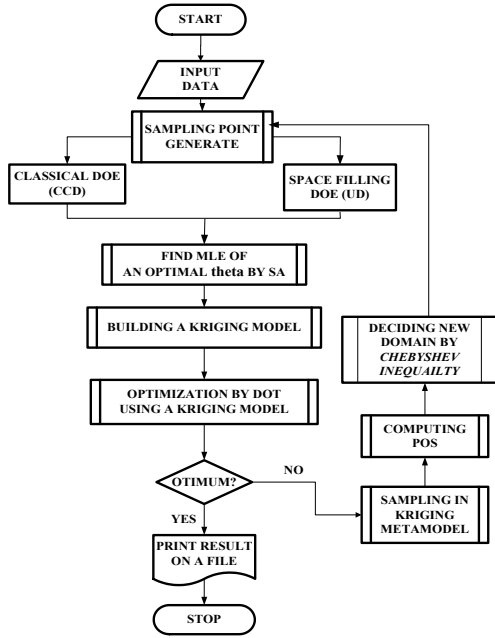 START
INPUT
DATA
SAMPLING POINT
GENERATE
CLASSICAL DOE
(CCD)
SPACE FILLING
DOE (UD)
FIND MLE OF
AN OPTIMAL theta BY SA
BUILDING A KRIGING MODEL
OPTIMIZATION BY DOT
USING A KRIGING MODEL
OTIMUM?
NO
YES
PRINT RESULT
ON A FILE
STOP
SAMPLING IN
KRIGING
METAMODEL
COMPUTING
POS
DECIDING NEW
DOMAIN BY
CHEBYSHEV
INEQUAILTY